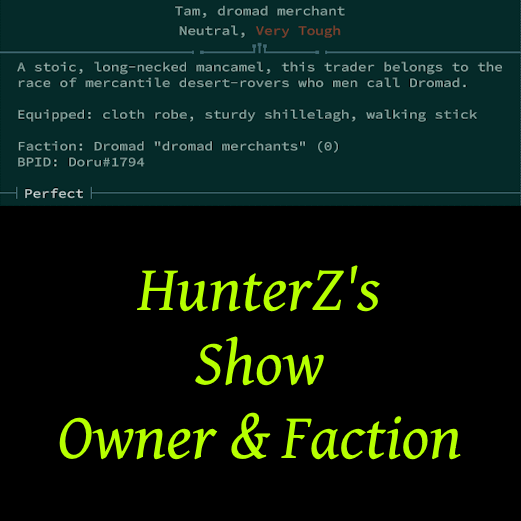 Tam, dromad merchant
Neutral, Very Tough
A stoic, long-necked mancamel, this trader belongs to the
race of mercantile desert-rovers who men call Dromad.
Equipped: cloth robe, sturdy shillelagh, walking stick
Faction: Dromad "dromad merchants" (0)
BPID: Doru#1794
Perfect
HunterZ's
Show
Owner & Faction